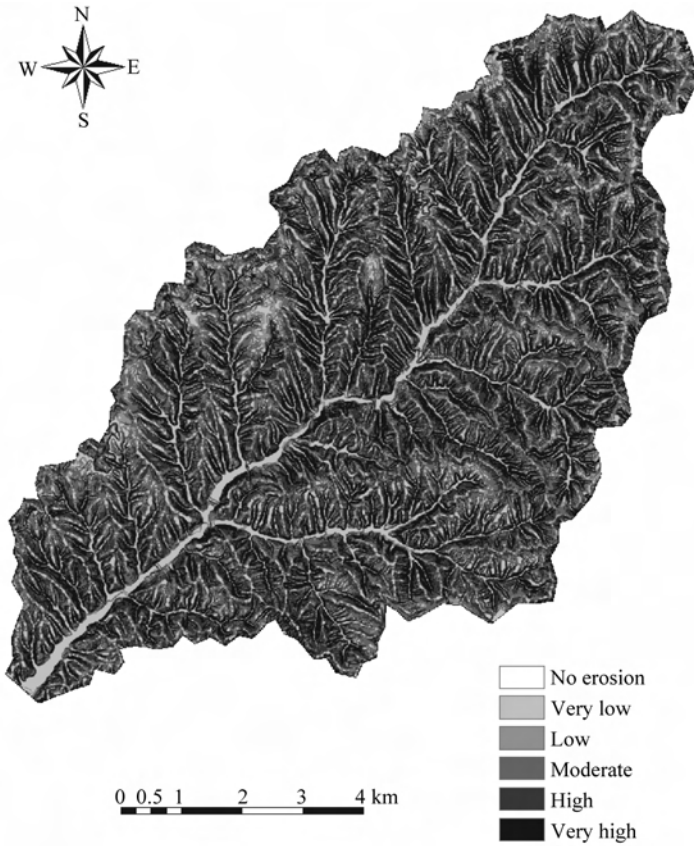 N
W E
S
No erosion
Very low
Low
Moderate
High
Very high
0 0.5 1 2 3 4 km